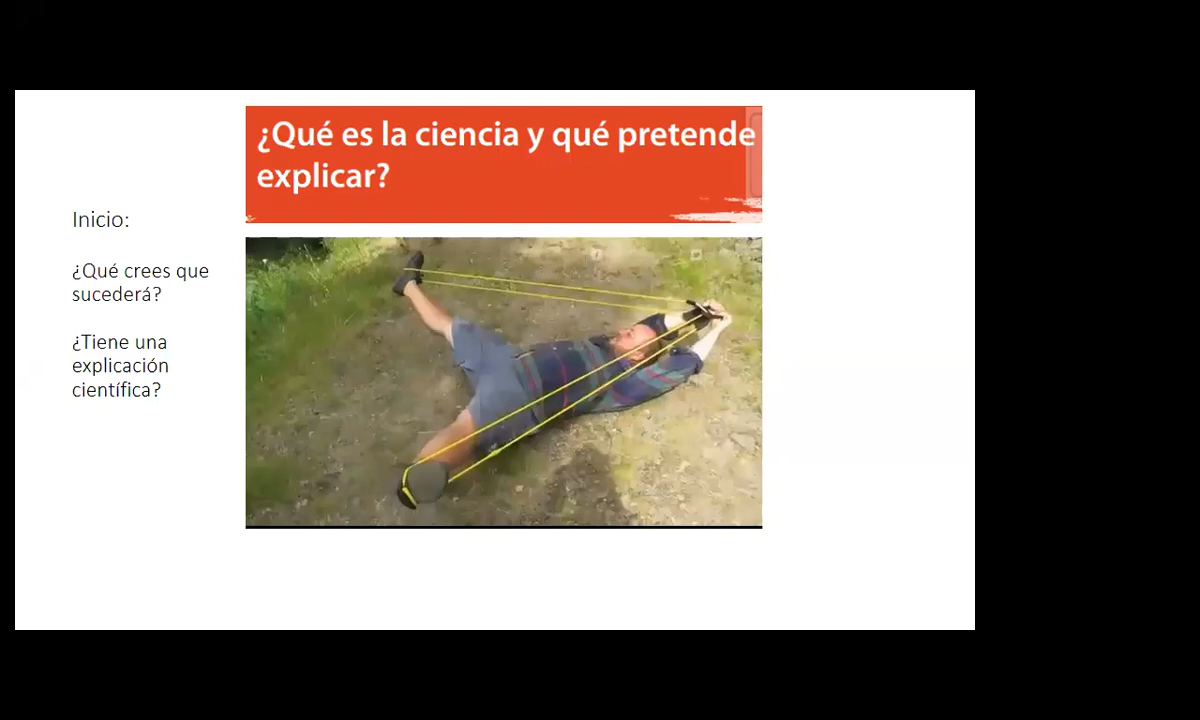 ¿Qué es la ciencia y qué pretende
explicar?
Inicio:
¿Qué crees que
sucederá?
¿Tiene una
explicación
científica?